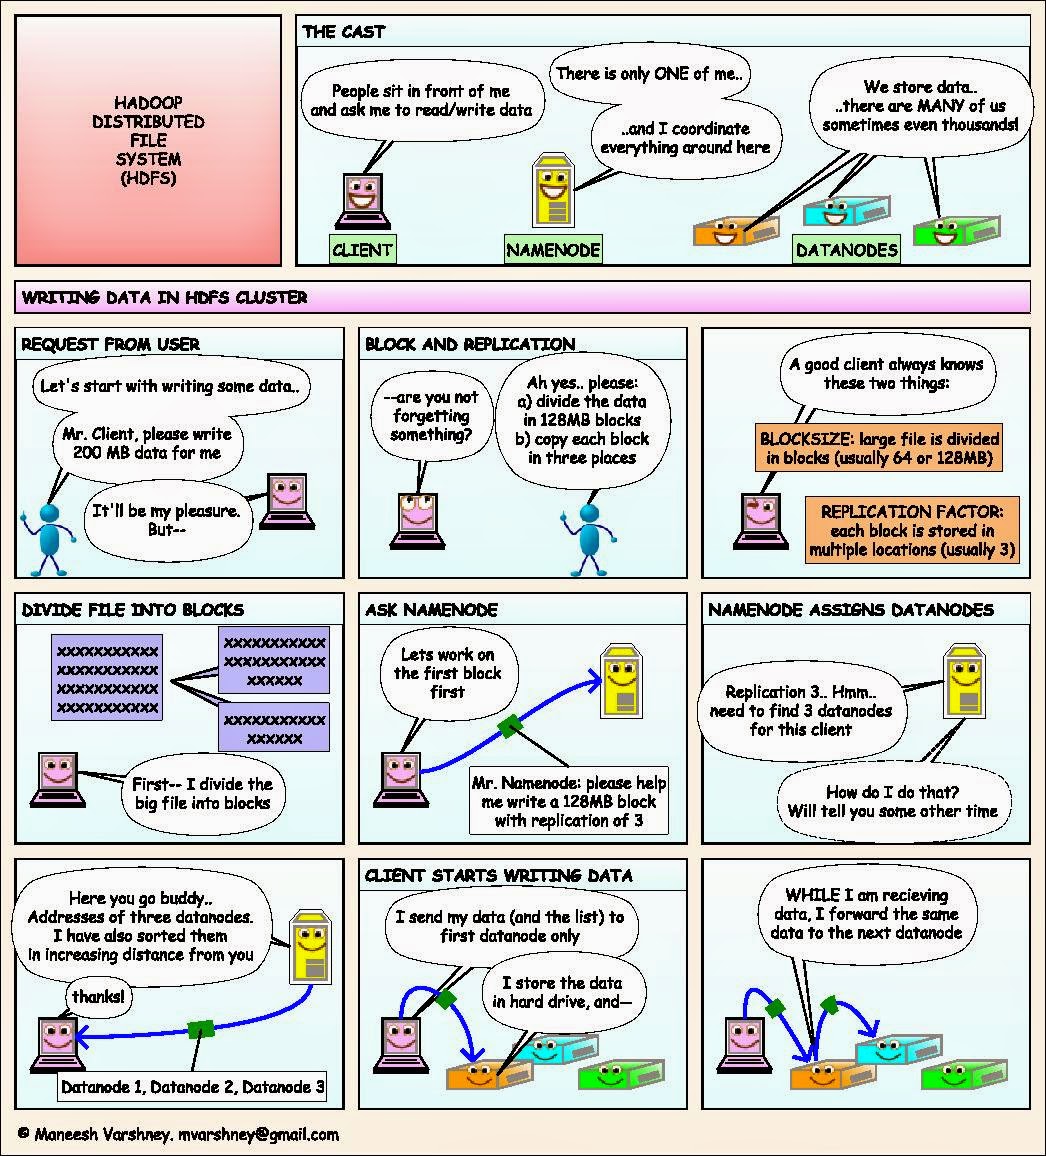 HADOOP
DISTRIBUTED
FILE
SYSTEM
(HDFS)
THE CAST
People sit in front of me
and ask me to read/write data
There is only ONE of me..
..and I coordinate
everything around here
We store data..
..there are MANY of us
sometimes even thousands!
CLIENT
NAMENODE
DATANODES
WRITING DATA IN HDFS CLUSTER
REQUEST FROM USER
Let's start with writing some data..
Mr. Client, please write
200 MB data for me
It'll be my pleasure.
But--
BLOCK AND REPLICATION
--are you not
forgetting
something?
Ah yes.. please:
a) divide the data
in 128MB blocks
b) copy each block
in three places
A good client always knows
these two things:
BLOCKSIZE: large file is divided
in blocks (usually 64 or 128MB)
REPLICATION FACTOR:
each block is stored in
multiple locations (usually 3)
DIVIDE FILE INTO BLOCKS
XXXXXXXXXXX
XXXXXXXXXXX
XXXXXXXXXXX
XXXXXXXXXXX
XXXXXXXXXXX
XXXXXXXXXXX
XXXXXX
XXXXXXXXXXX
XXXXXX
First-- I divide the
big file into blocks
ASK NAMENODE
Lets work on
the first block
first
Mr. Namenode: please help
me write a 128MB block
with replication of 3
NAMENODE ASSIGNS DATANODES
Replication 3.. Hmm..
need to find 3 datanodes
for this client
How do I do that?
Will tell you some other time
Here you go buddy..
Addresses of three datanodes.
I have also sorted them
in increasing distance from you
thanks!
Datanode 1, Datanode 2, Datanode 3
CLIENT STARTS WRITING DATA
I send my data (and the list) to
first datanode only
I store the data
in hard drive, and—
WHILE I am recieving
data, I forward the same
data to the next datanode
© Maneesh Varshney. mvarshney@gmail.com